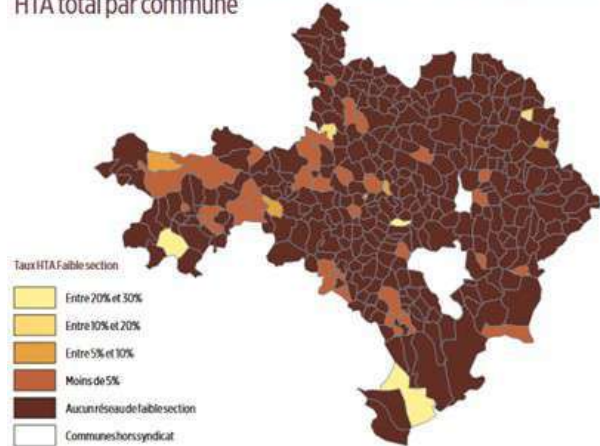 HTA total par commune
Taux HTA Faible section
Entre 20% et 30%
Entre 10% et 20%
Entre 5% et 10%
Moins de 5%
Aucun réseau de faible section
Communes hors syndicat